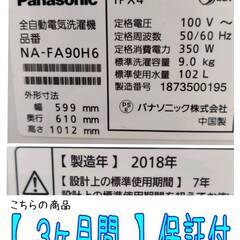 Panasonic IPX4
全自動電気洗濯機
品番
NA-FA90H6
外形寸法
幅 599 mm
奥行 610 mm
高さ 1012 mm
定格電圧 100 V～
定格周波数 50/60 Hz
定格消費電力 350 W
標準洗濯容量 9.0 kg
標準使用水量 102 L
製造番号 1873500195
パナソニック株式会社
中国製
【製造年】 2018年
【設計上の標準使用期間】 7年
こちらの商品
【 3ヶ月間 】保証付